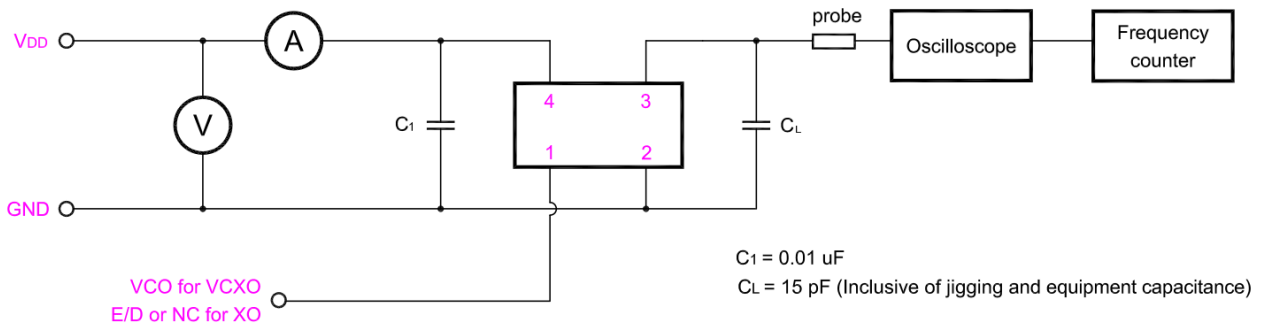 probe
VDD
A
Oscilloscope
Frequency
counter
4
3
V
C1
CL
1
2
GND
C1 = 0.01 uF
VCO for VCXO
CL = 15 pF (Inclusive of jigging and equipment capacitance)
E/D or NC for XO